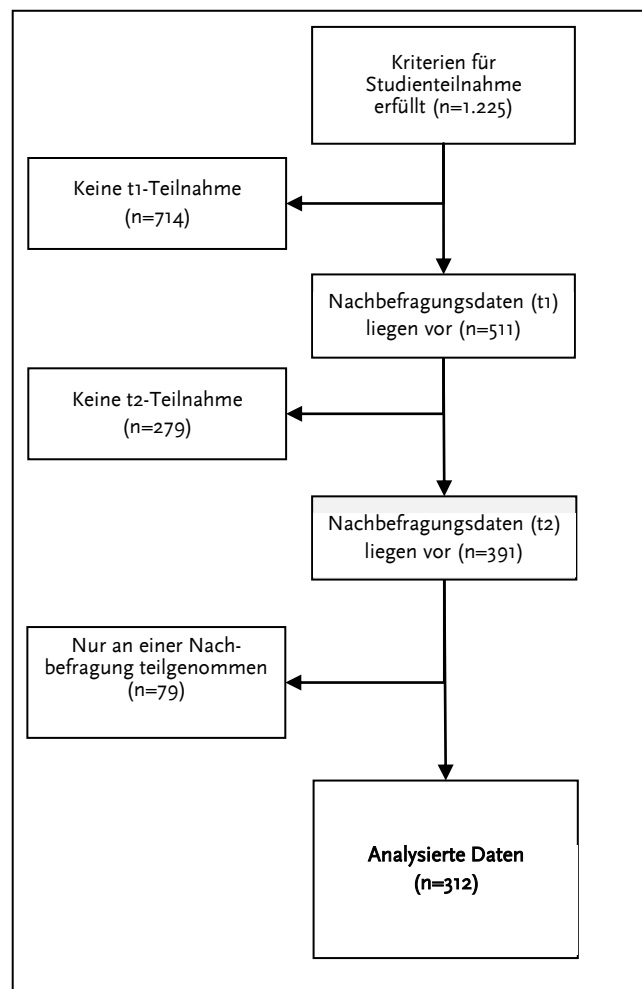 Kriterien für
Studienteilnahme
erfüllt (n=1.225)
Keine t1-Teilnahme
(n=714)
Nachbefragungsdaten (t1)
liegen vor (n=511)
Keine t2-Teilnahme
(n=279)
Nachbefragungsdaten (t2)
liegen vor (n=391)
Nur an einer Nach-
befragung teilgenommen
(n=79)
Analysierte Daten
(n=312)